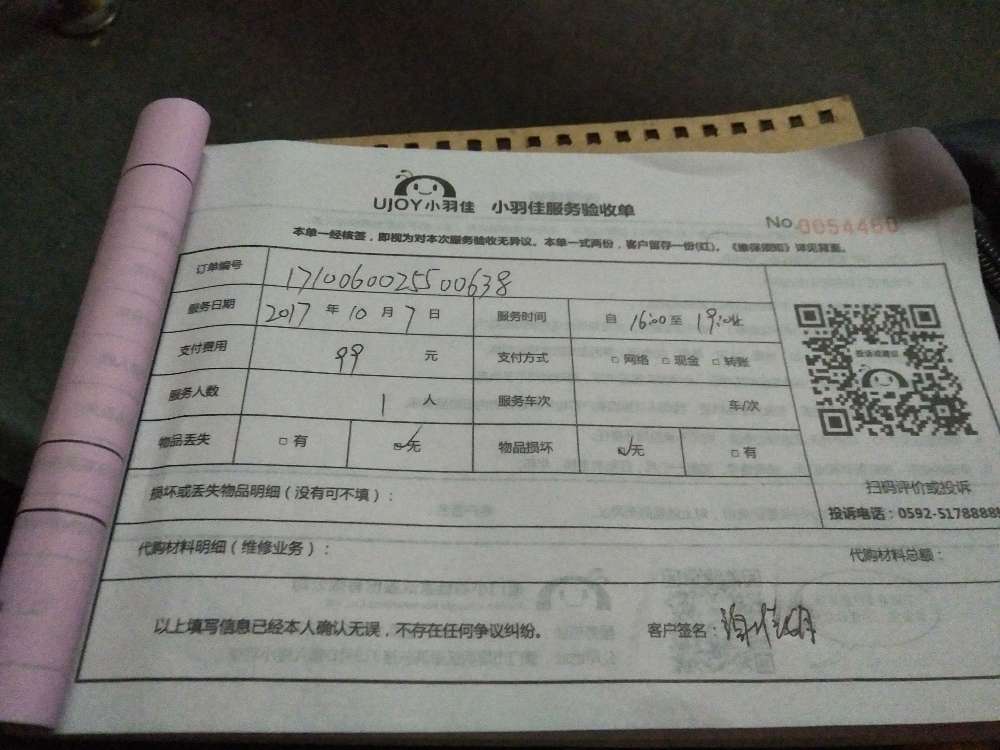 UJOY小羽佳 小羽佳服务验收单
No 0054460
本单一经核签，即视为对本次服务验收无异议。本单一式两份，客户留存一份(红)。《维保须知》详见背面。
订单编号 1710060025500638
服务日期 2017 年 10 月 7 日 服务时间 自 16:00 至 19:00
支付费用 99 元 支付方式 □ 网络 □ 现金 □ 转账
服务人数 1 人 服务车次 车/次
物品丢失 □ 有 ☑ 无 物品损坏 ☑ 无 □ 有
投诉或建议
扫码评价或投诉
投诉电话：0592-5178888
损坏或丢失物品明细（没有可不填）：
代购材料明细（维修业务）： 代购材料总额：
以上填写信息已经本人确认无误，不存在任何争议纠纷。 客户签名：